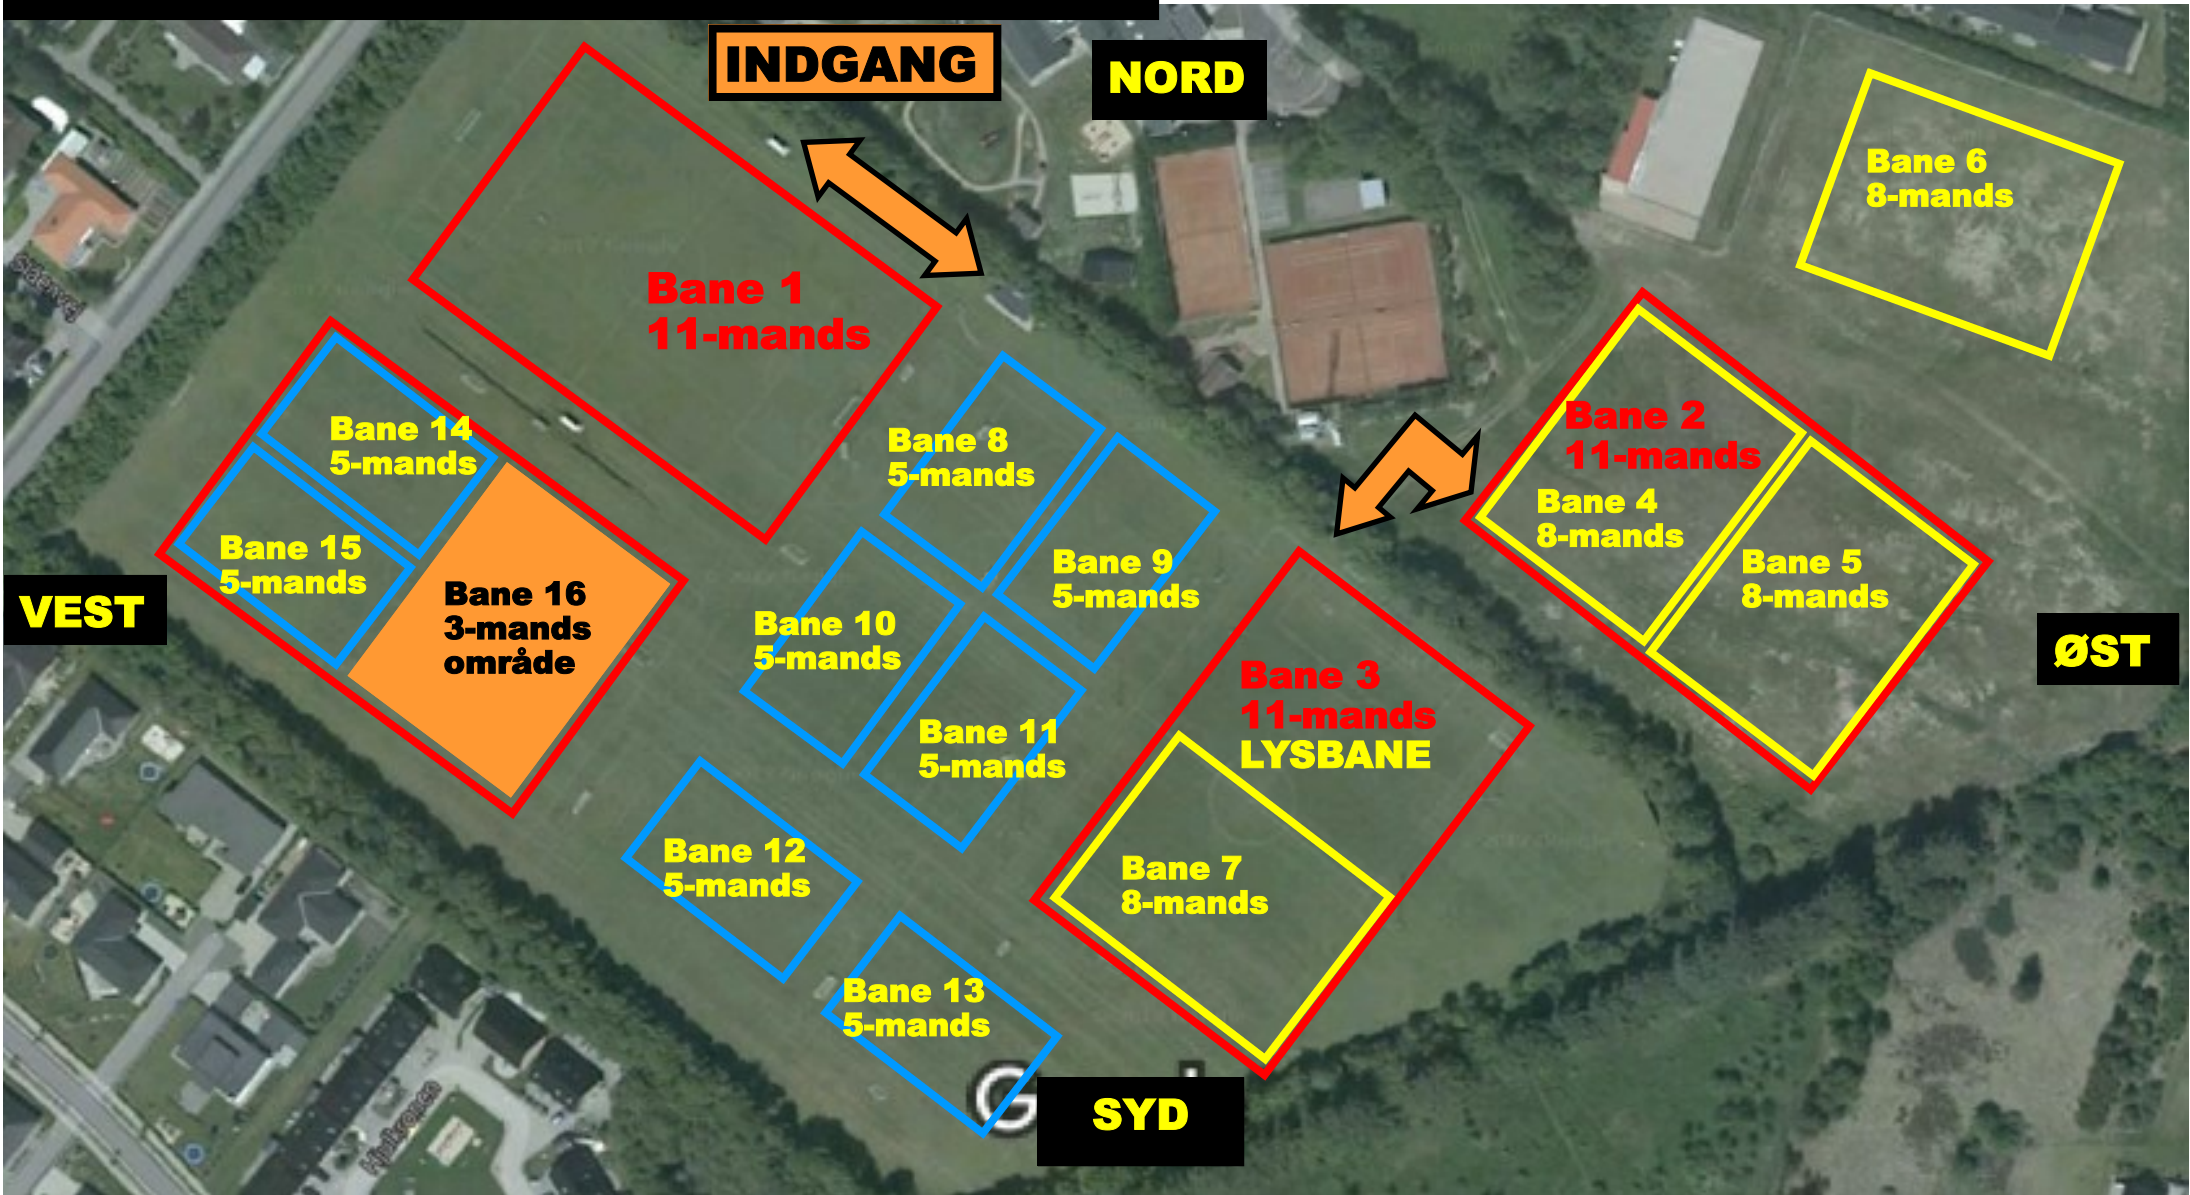 INDGANG
NORD
Bane 6
8-mands
Bane 1
11-mands
Bane 2
11-mands
Bane 4
8-mands
Bane 5
8-mands
Bane 14
5-mands
Bane 15
5-mands
Bane 16
3-mands
område
Bane 8
5-mands
Bane 9
5-mands
Bane 10
5-mands
Bane 11
5-mands
VEST
ØST
Bane 3
11-mands
LYSBANE
Bane 7
8-mands
Bane 12
5-mands
Bane 13
5-mands
SYD